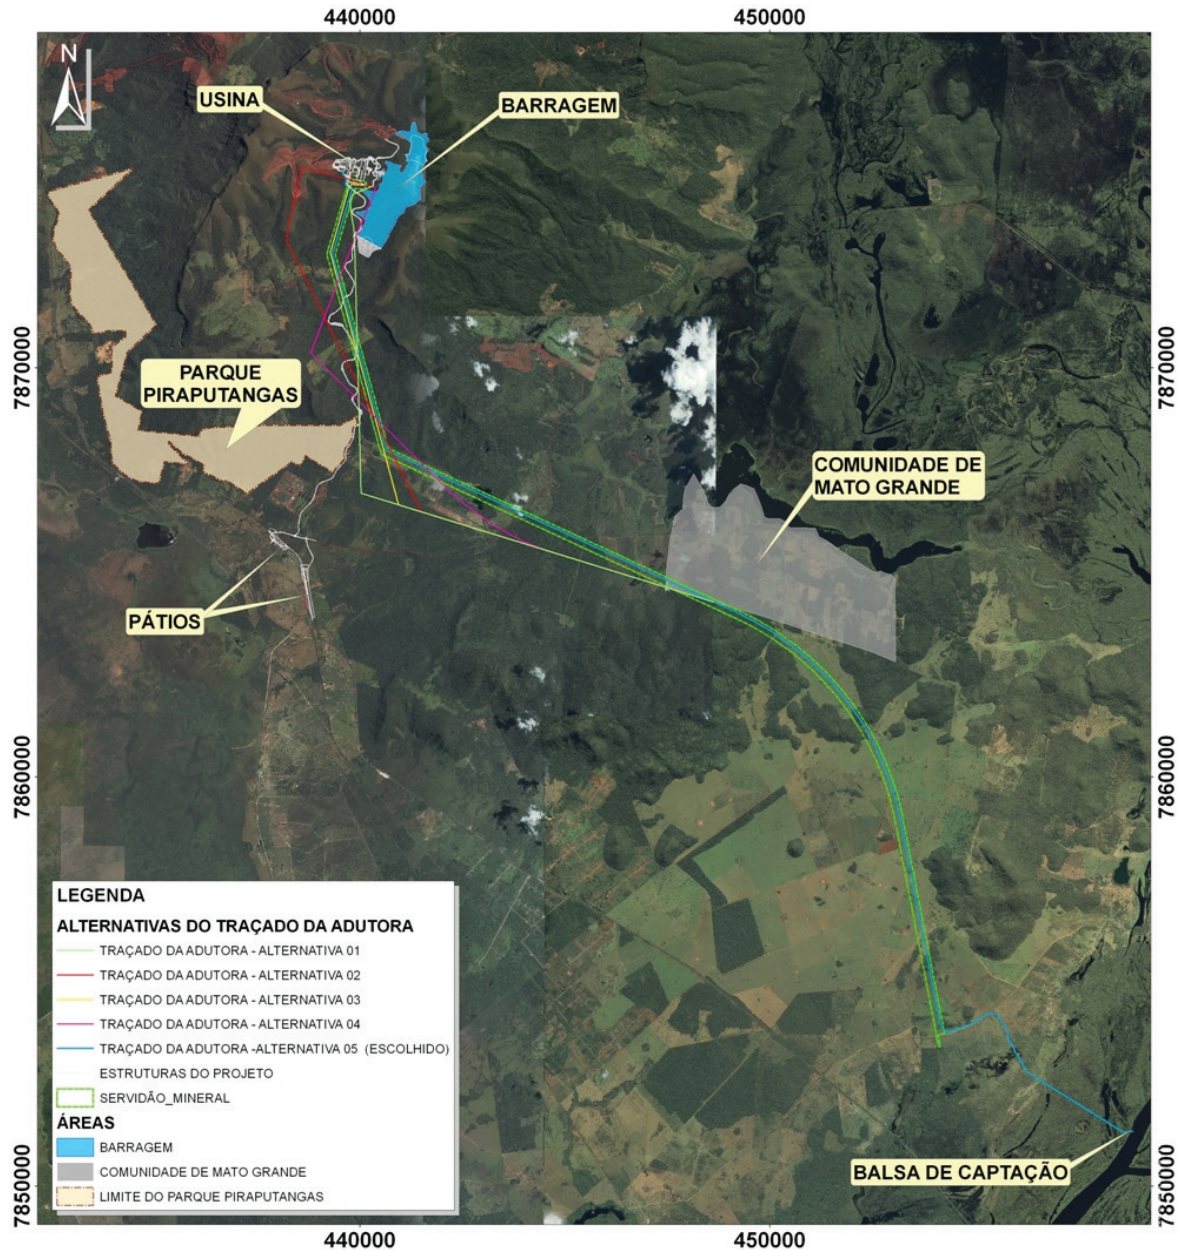 440000
450000
N
USINA
BARRAGEM
7870000
7870000
PARQUE
PIRAPUTANGAS
COMUNIDADE DE
MATO GRANDE
PÁTIOS
7860000
7860000
LEGENDA
ALTERNATIVAS DO TRAÇADO DA ADUTORA
TRAÇADO DA ADUTORA - ALTERNATIVA 01
TRAÇADO DA ADUTORA - ALTERNATIVA 02
TRAÇADO DA ADUTORA - ALTERNATIVA 03
TRAÇADO DA ADUTORA - ALTERNATIVA 04
TRAÇADO DA ADUTORA -ALTERNATIVA 05 (ESCOLHIDO)
ESTRUTURAS DO PROJETO
SERVIDÃO_MINERAL
ÁREAS
BARRAGEM
COMUNIDADE DE MATO GRANDE
LIMITE DO PARQUE PIRAPUTANGAS
BALSA DE CAPTAÇÃO
7850000
7850000
440000
450000